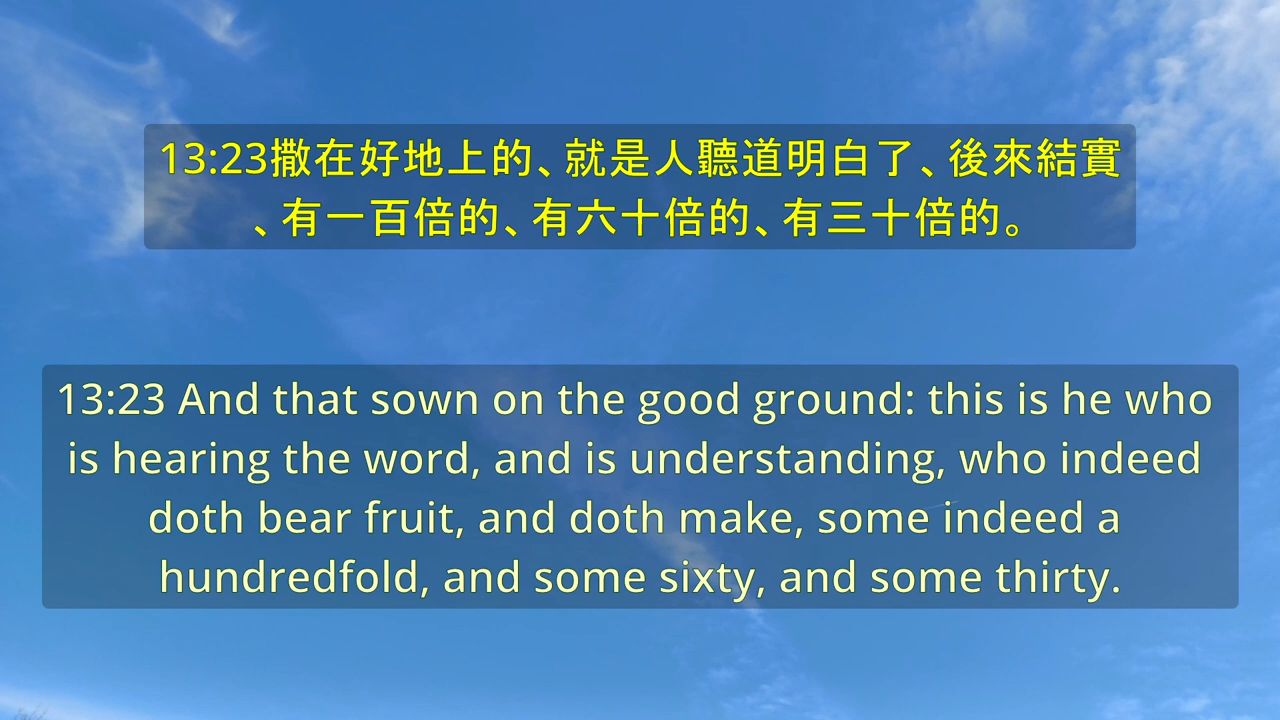 13:23撒在好地上的、就是人聽道明白了、後來結實
、有一百倍的、有六十倍的、有三十倍的。
13:23 And that sown on the good ground: this is he who
is hearing the word, and is understanding, who indeed
doth bear fruit, and doth make, some indeed a
hundredfold, and some sixty, and some thirty.